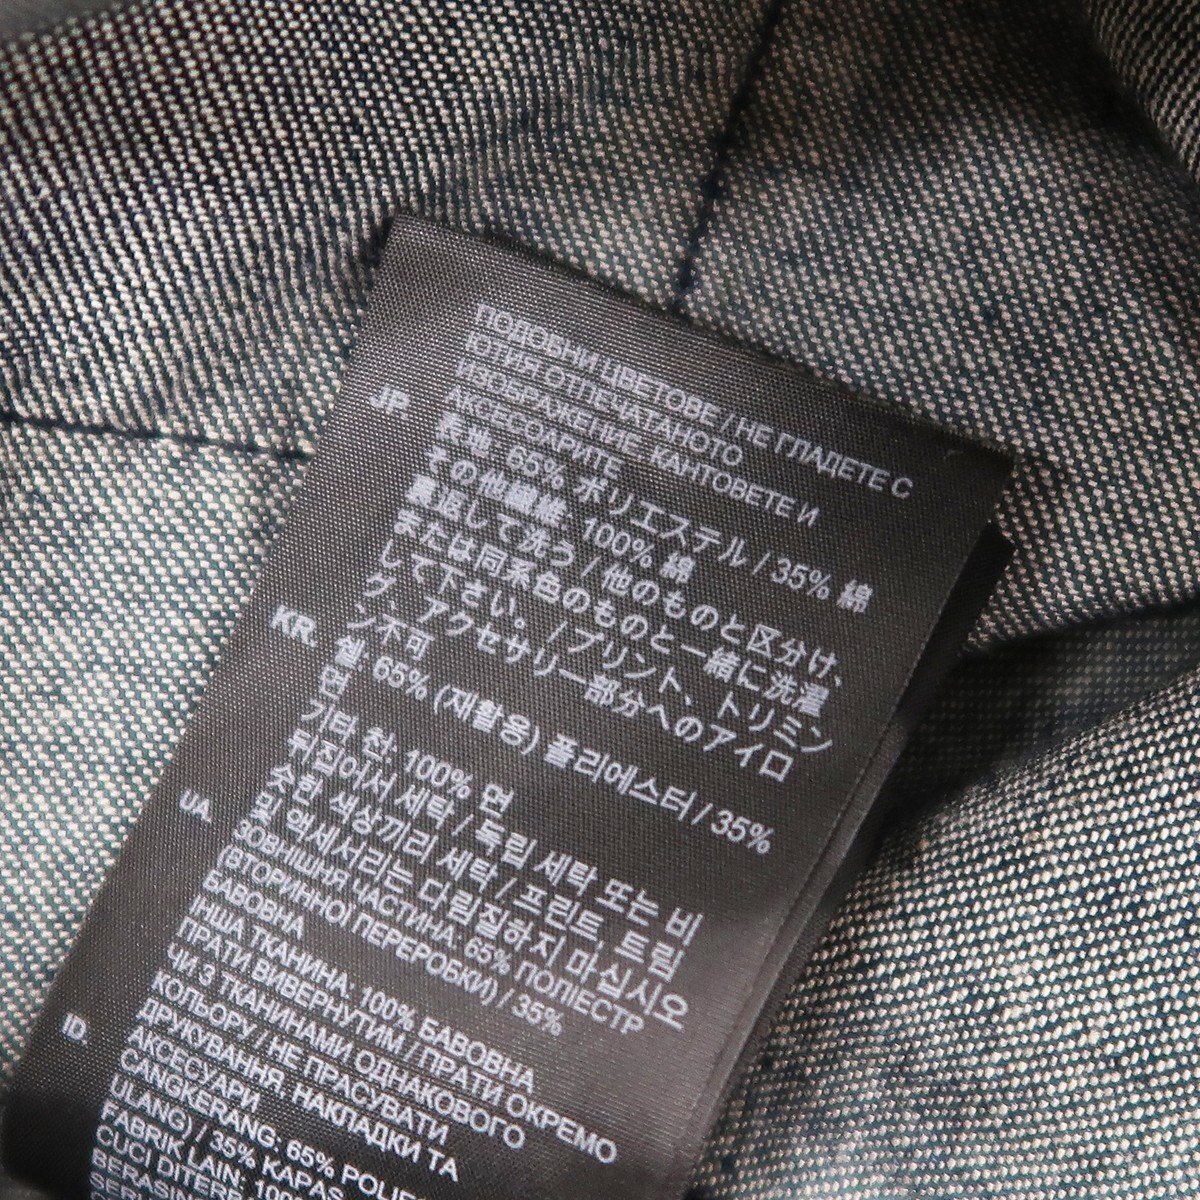 ПОДОБНИ ЦВЕТОВЕ / НЕ ГЛАДЕТЕ С
ЮТИЯ ОТПЕЧАТАНОТО
ИЗОБРАЖЕНИЕ, КАНТОВЕТЕ И
АКСЕСОАРИТЕ
JP. 表地: 65% ポリエステル / 35% 綿
その他繊維: 100% 綿
裏返して洗う / 他のものと区分け、
または同系色のものと一緒に洗濯
して下さい。 / プリント、トリミン
グ、アクセサリー部分へのアイロ
ン不可
KR. 쉘: 65% (재활용) 폴리에스터 / 35%
면
기타 천: 100% 면
뒤집어서 세탁 / 독립 세탁 또는 비
슷한 색상끼리 세탁 / 프린트, 트림
및 액세서리는 다림질하지 마십시오
UA. ЗОВНІШНЯ ЧАСТИНА: 65% ПОЛІЕСТР
(ВТОРИННОЇ ПЕРЕРОБКИ) / 35%
БАВОВНА
ІНША ТКАНИНА: 100% БАВОВНА
ПРАТИ ВИВЕРНУТИМ / ПРАТИ ОКРЕМО
ЧИ З ТКАНИНАМИ ОДНАКОВОГО
КОЛЬОРУ / НЕ ПРАСУВАТИ
ДРУКУВАННЯ, НАКЛАДКИ ТА
АКСЕСУАРИ
ID. CANGKERANG: 65% POLIE
ULANG) / 35% KAPAS
FABRIK LAIN: 100%
CUCI DITERB
BERASING